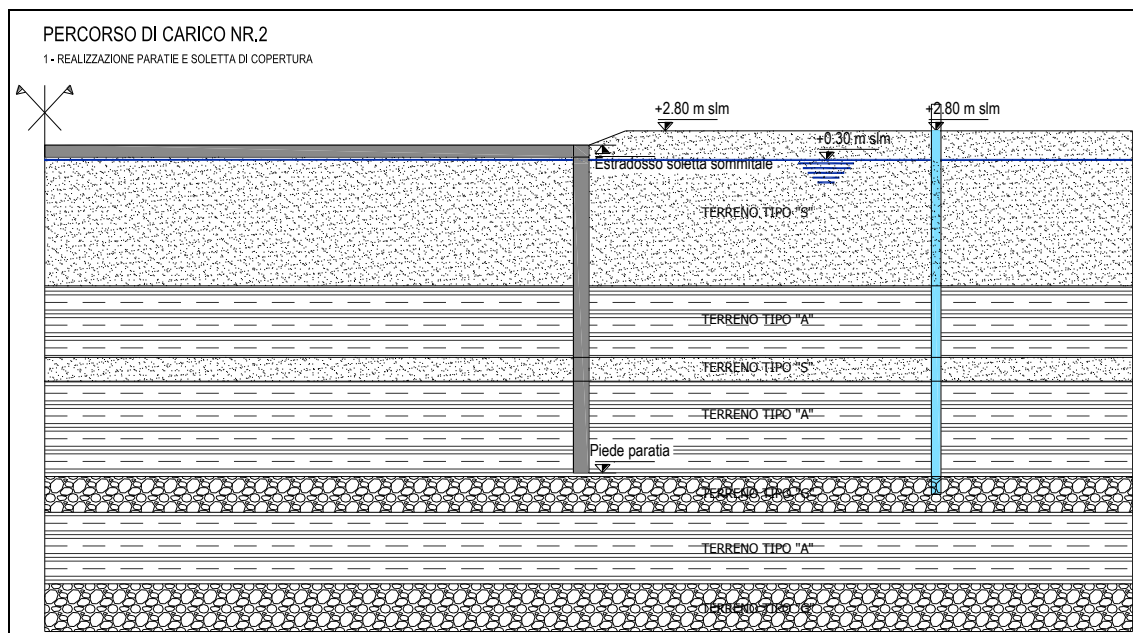 PERCORSO DI CARICO NR.2
1 - REALIZZAZIONE PARATIE E SOLETTA DI COPERTURA
+2.80 m slm
+2.80 m slm
+0.30 m slm
Estradosso soletta sommitale
TERRENO TIPO "S"
TERRENO TIPO "A"
TERRENO TIPO "S"
TERRENO TIPO "A"
Piede paratia
TERRENO TIPO "G"
TERRENO TIPO "A"
TERRENO TIPO "G"